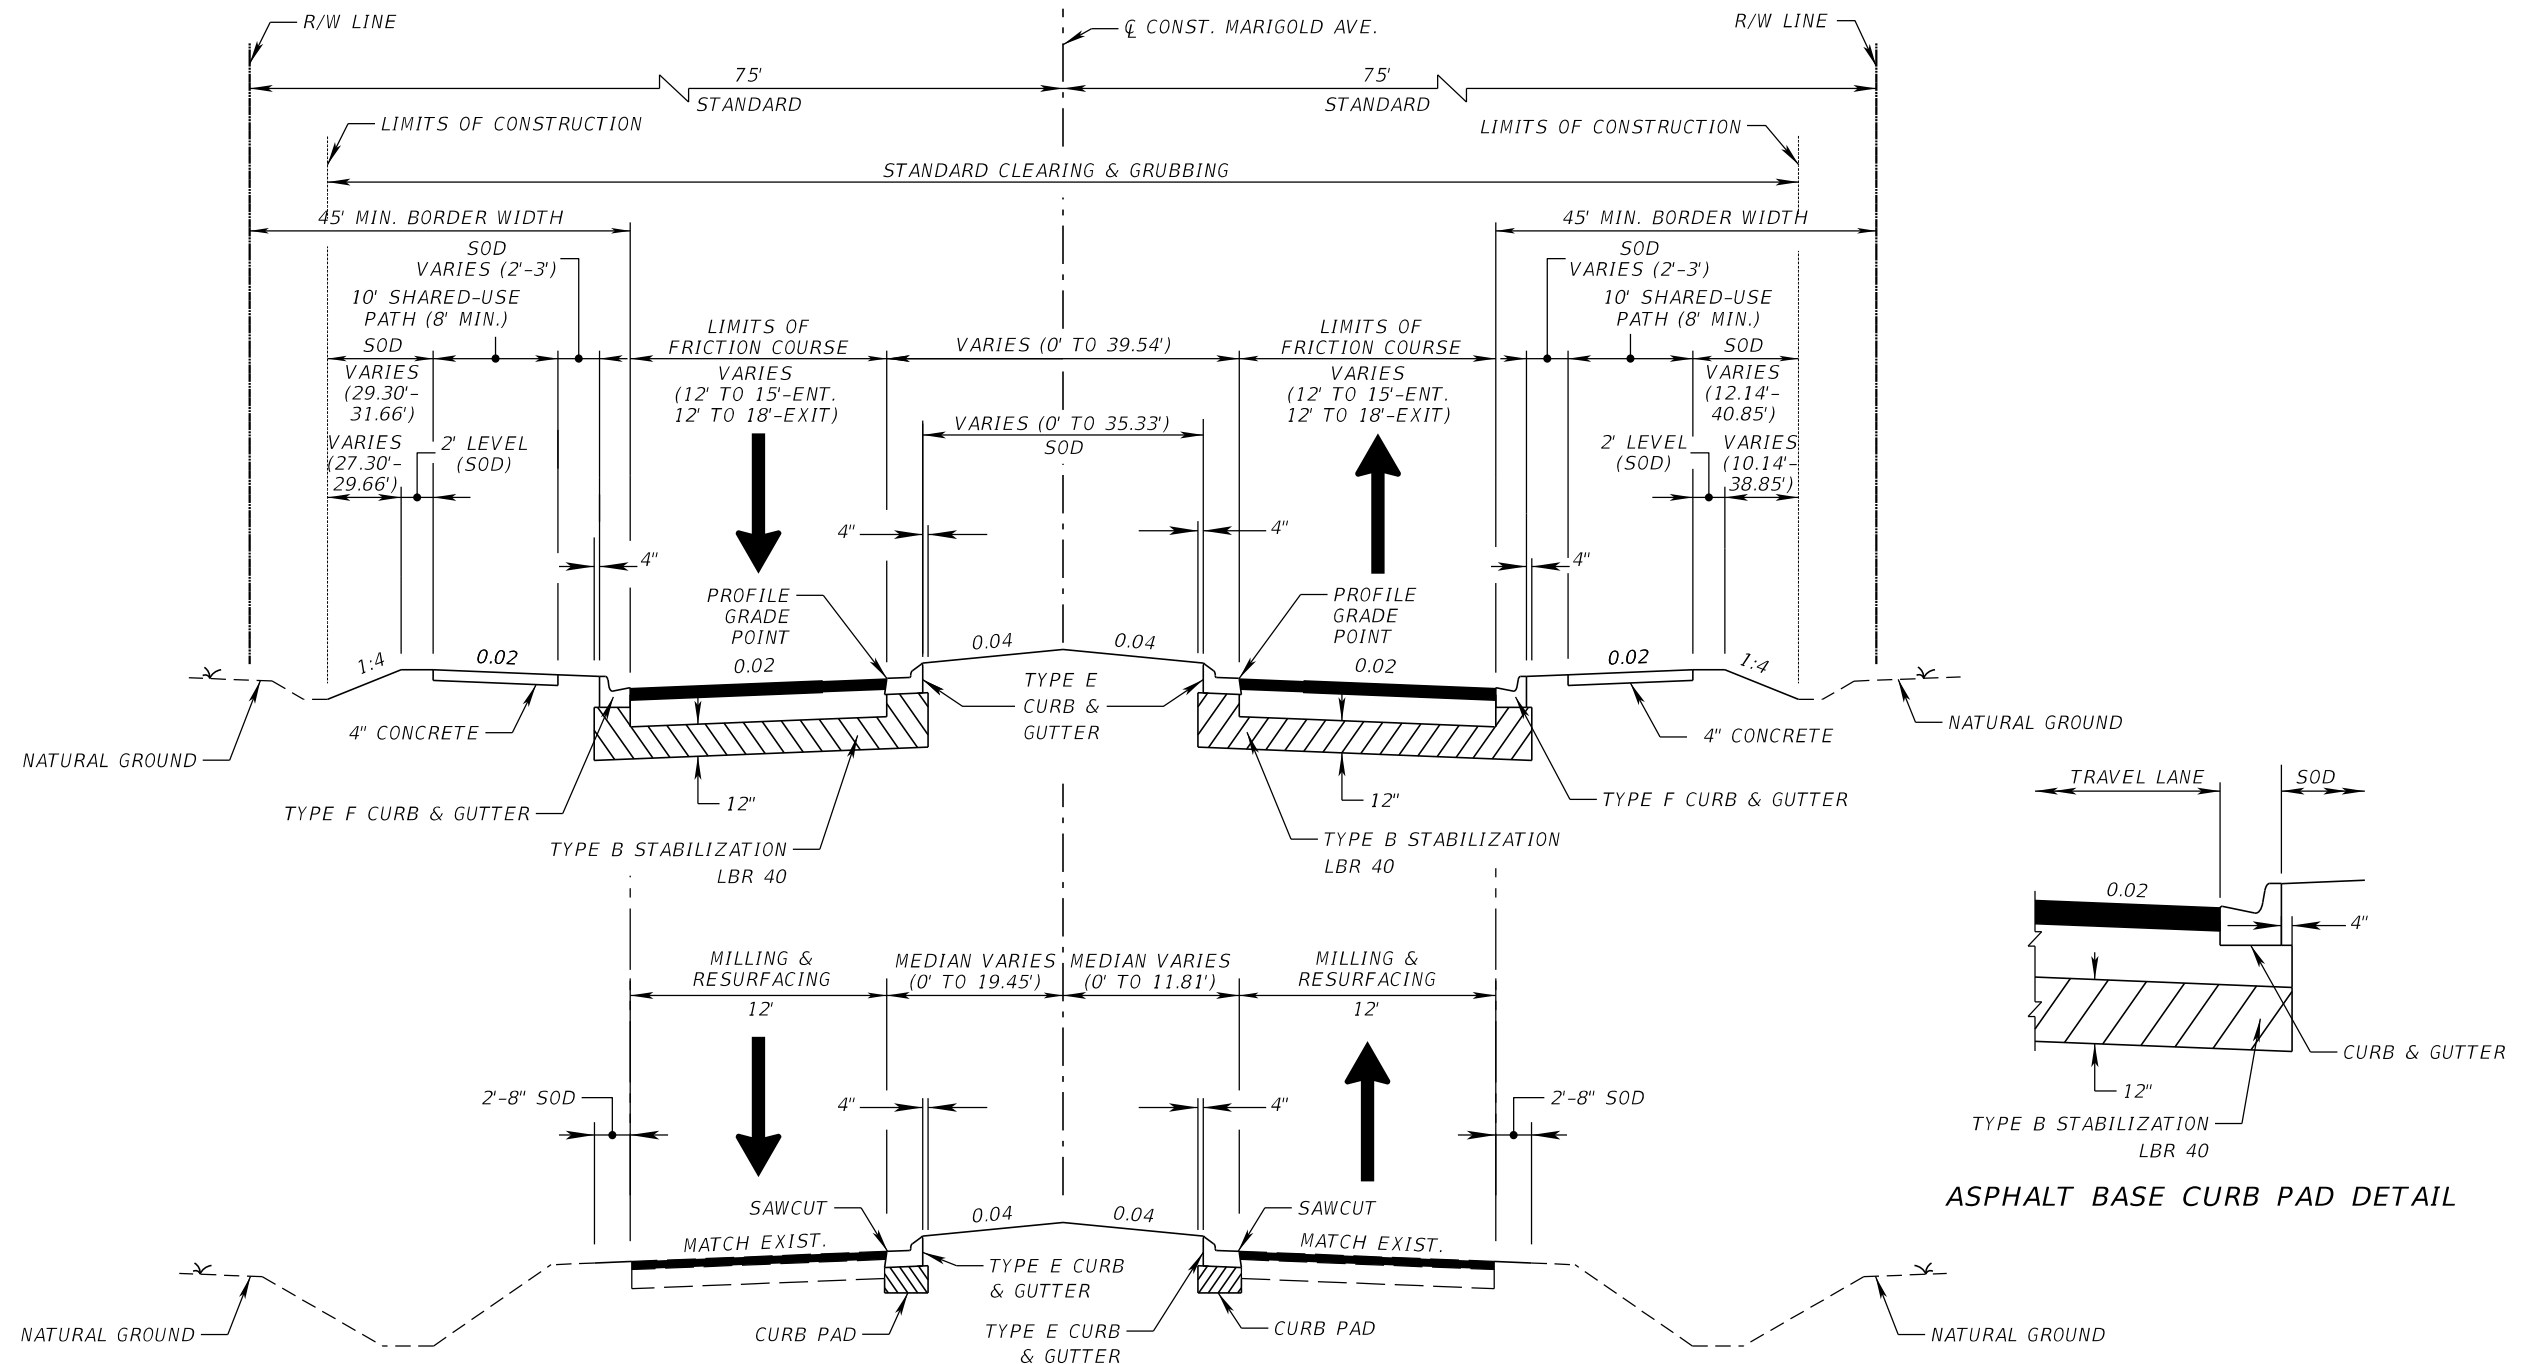 R/W LINE
℄ CONST. MARIGOLD AVE.
R/W LINE
75'
STANDARD
75'
STANDARD
LIMITS OF CONSTRUCTION
LIMITS OF CONSTRUCTION
STANDARD CLEARING & GRUBBING
45' MIN. BORDER WIDTH
45' MIN. BORDER WIDTH
SOD
VARIES (2'-3')
SOD
VARIES (2'-3')
10' SHARED-USE
PATH (8' MIN.)
10' SHARED-USE
PATH (8' MIN.)
SOD
VARIES
(29.30'-
31.66')
LIMITS OF
FRICTION COURSE
VARIES
(12' TO 15'-ENT.
12' TO 18'-EXIT)
VARIES (0' TO 39.54')
LIMITS OF
FRICTION COURSE
VARIES
(12' TO 15'-ENT.
12' TO 18'-EXIT)
SOD
VARIES
(12.14'-
40.85')
VARIES (0' TO 35.33')
SOD
VARIES
(27.30'-
29.66')
2' LEVEL
(SOD)
2' LEVEL
(SOD)
VARIES
(10.14'-
38.85')
4"
4"
4"
4"
PROFILE
GRADE
POINT
PROFILE
GRADE
POINT
1:4
0.02
0.02
0.04
0.04
0.02
0.02
1:4
TYPE E
CURB &
GUTTER
4" CONCRETE
4" CONCRETE
NATURAL GROUND
NATURAL GROUND
TYPE F CURB & GUTTER
12"
12"
TYPE F CURB & GUTTER
TYPE B STABILIZATION
LBR 40
TYPE B STABILIZATION
LBR 40
TRAVEL LANE
SOD
0.02
4"
CURB & GUTTER
12"
TYPE B STABILIZATION
LBR 40
ASPHALT BASE CURB PAD DETAIL
MILLING &
RESURFACING
12'
MEDIAN VARIES
(0' TO 19.45')
MEDIAN VARIES
(0' TO 11.81')
MILLING &
RESURFACING
12'
2'-8" SOD
4"
4"
2'-8" SOD
SAWCUT
SAWCUT
MATCH EXIST.
0.04
0.04
MATCH EXIST.
TYPE E CURB
& GUTTER
NATURAL GROUND
CURB PAD
TYPE E CURB
& GUTTER
CURB PAD
NATURAL GROUND